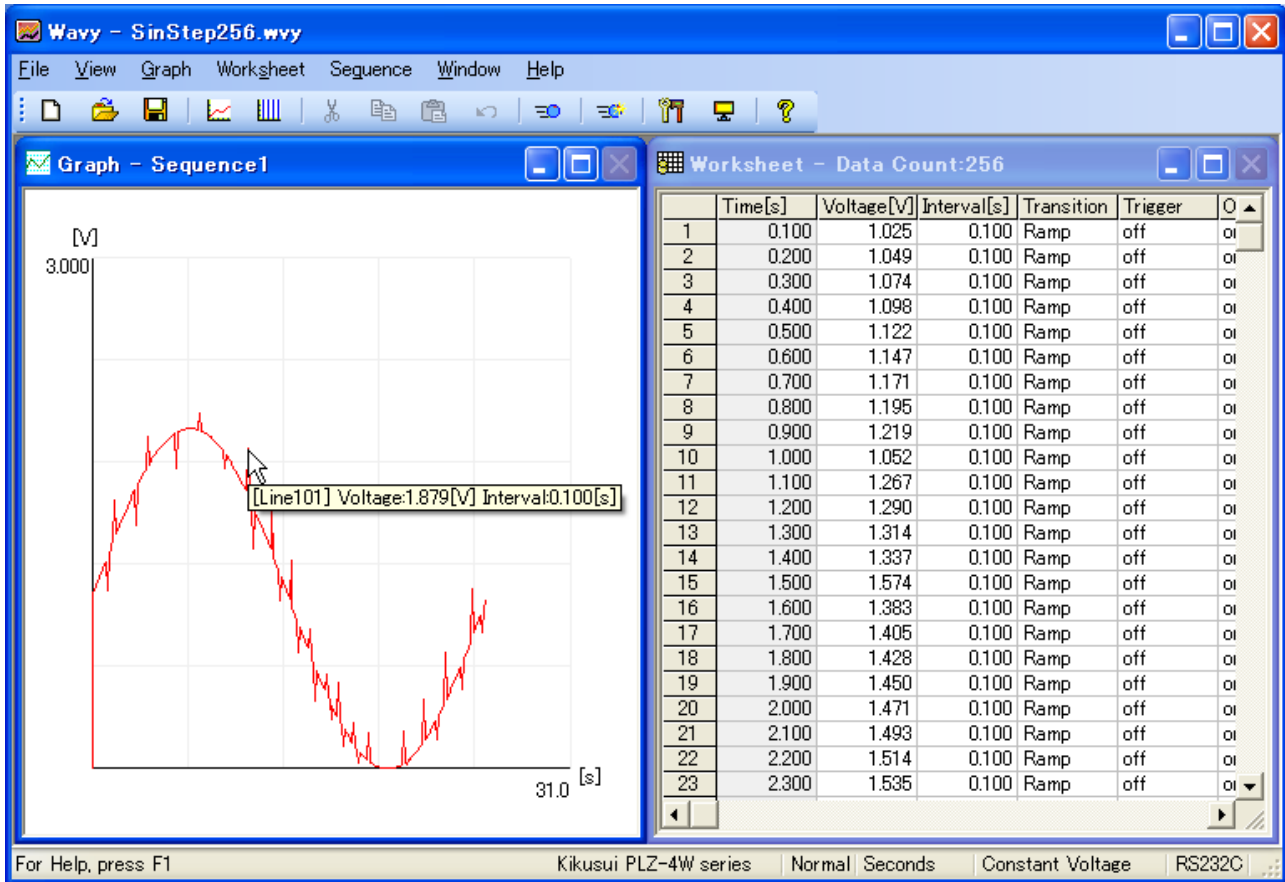 Wavy - SinStep256.wvy
File View Graph Worksheet Sequence Window Help
Graph - Sequence1
[V]
3.000
[Line101] Voltage:1.879[V] Interval:0.100[s]
31.0 [s]
Worksheet - Data Count:256
Time[s] Voltage[V] Interval[s] Transition Trigger
1 0.100 1.025 0.100 Ramp off
2 0.200 1.049 0.100 Ramp off
3 0.300 1.074 0.100 Ramp off
4 0.400 1.098 0.100 Ramp off
5 0.500 1.122 0.100 Ramp off
6 0.600 1.147 0.100 Ramp off
7 0.700 1.171 0.100 Ramp off
8 0.800 1.195 0.100 Ramp off
9 0.900 1.219 0.100 Ramp off
10 1.000 1.052 0.100 Ramp off
11 1.100 1.267 0.100 Ramp off
12 1.200 1.290 0.100 Ramp off
13 1.300 1.314 0.100 Ramp off
14 1.400 1.337 0.100 Ramp off
15 1.500 1.574 0.100 Ramp off
16 1.600 1.383 0.100 Ramp off
17 1.700 1.405 0.100 Ramp off
18 1.800 1.428 0.100 Ramp off
19 1.900 1.450 0.100 Ramp off
20 2.000 1.471 0.100 Ramp off
21 2.100 1.493 0.100 Ramp off
22 2.200 1.514 0.100 Ramp off
23 2.300 1.535 0.100 Ramp off
For Help, press F1 Kikusui PLZ-4W series Normal Seconds Constant Voltage RS232C